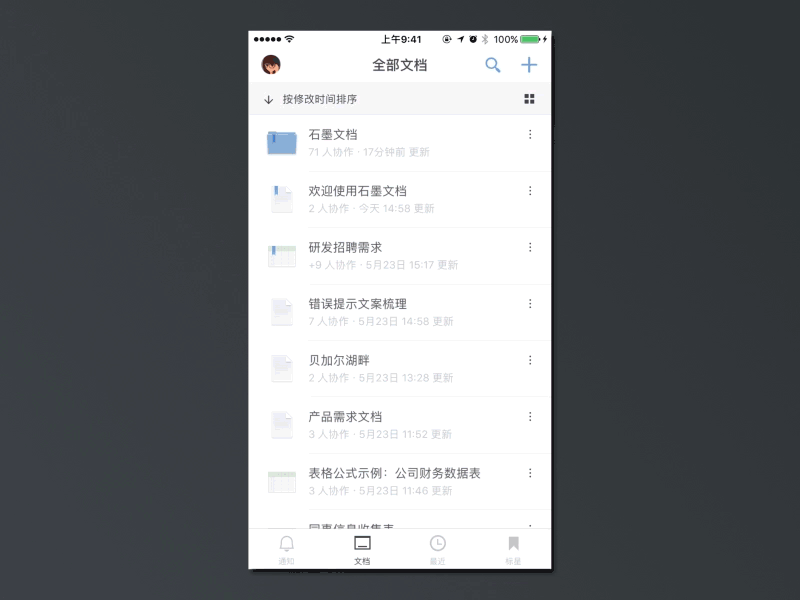 上午9:41
100%
全部文档
按修改时间排序
石墨文档
71 人协作 · 17分钟前 更新
欢迎使用石墨文档
2 人协作 · 今天 14:58 更新
研发招聘需求
+9 人协作 · 5月23日 15:17 更新
错误提示文案梳理
7 人协作 · 5月23日 14:58 更新
贝加尔湖畔
2 人协作 · 5月23日 13:28 更新
产品需求文档
3 人协作 · 5月23日 11:52 更新
表格公式示例：公司财务数据表
3 人协作 · 5月23日 11:46 更新
同事信息收集表
通知
文档
最近
标星